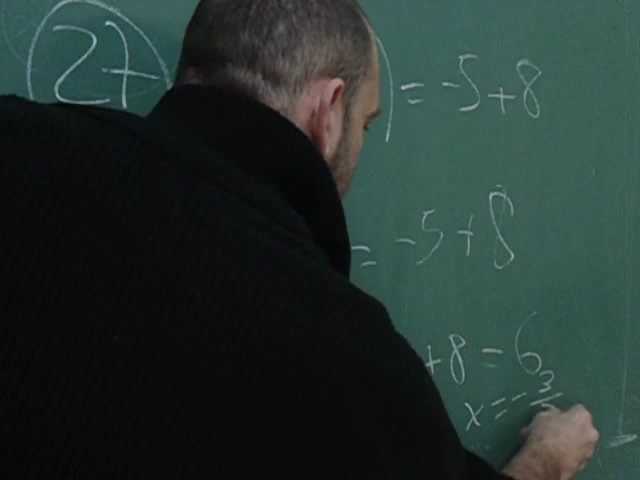 27 ) = -5+8
= -5+8
+8 = 6
x = - 3